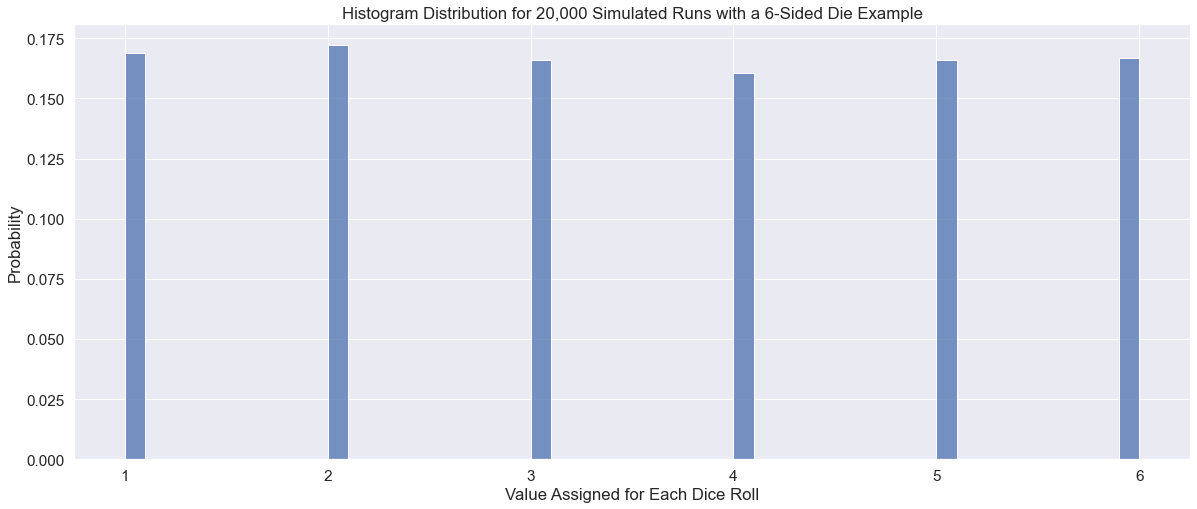 Histogram Distribution for 20,000 Simulated Runs with a 6-Sided Die Example
0.175
0.150
0.125
0.100
0.075
0.050
0.025
0.000
Probability
1 2 3 4 5 6
Value Assigned for Each Dice Roll